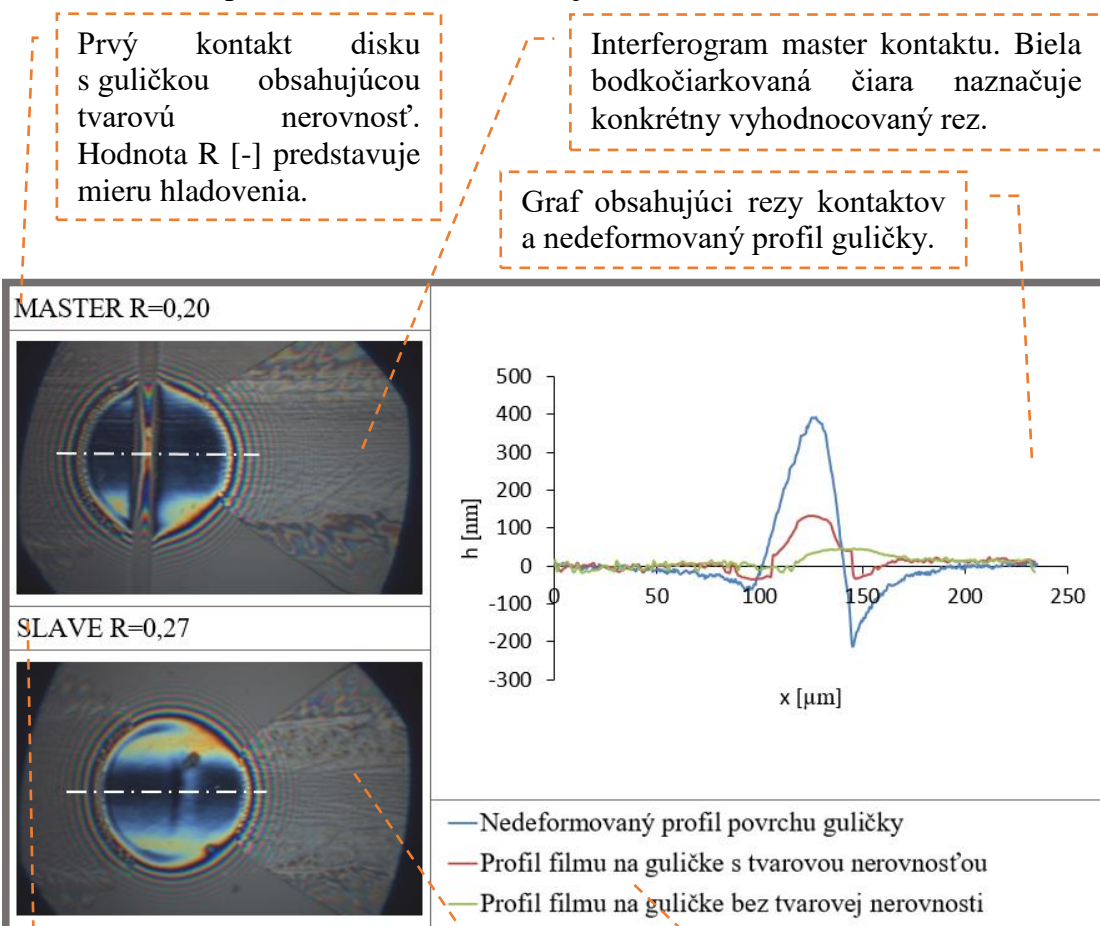 Prvý kontakt disku
s guličkou obsahujúcou
tvarovú nerovnosť.
Hodnota R [-] predstavuje
mieru hladovenia.
Interferogram master kontaktu. Biela
bodkočiarkovaná čiara naznačuje
konkrétny vyhodnocovaný rez.
Graf obsahujúci rezy kontaktov
a nedeformovaný profil guličky.
MASTER R=0,20
SLAVE R=0,27
500
400
300
200
100
0
-100
-200
-300
h [nm]
0 50 100 150 200 250
x [µm]
Nedeformovaný profil povrchu guličky
Profil filmu na guličke s tvarovou nerovnosťou
Profil filmu na guličke bez tvarovej nerovnosti